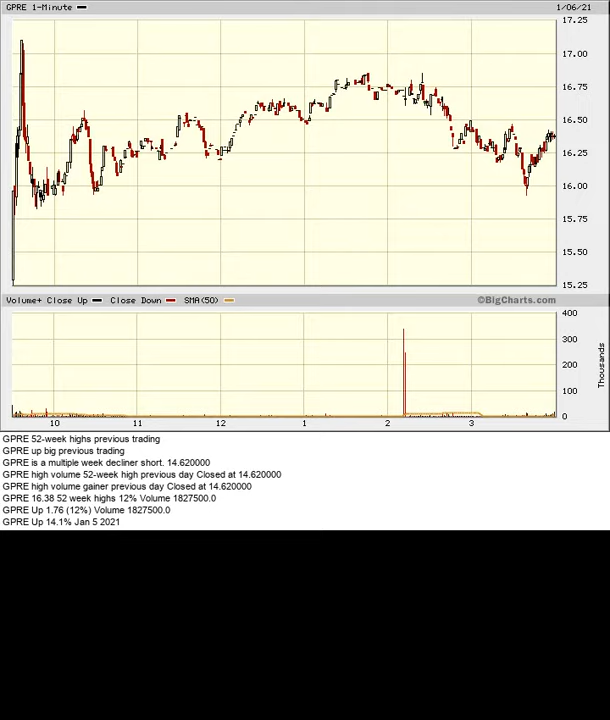 GPRE 1-Minute
1/06/21
17.25
17.00
16.75
16.50
16.25
16.00
15.75
15.50
15.25
Volume+ Close Up Close Down SMA(50)
©BigCharts.com
400
300
200
100
0
Thousands
10 11 12 1 2 3
GPRE 52-week highs previous trading
GPRE up big previous trading
GPRE is a multiple week decliner short. 14.620000
GPRE high volume 52-week high previous day Closed at 14.620000
GPRE high volume gainer previous day Closed at 14.620000
GPRE 16.38 52 week highs 12% Volume 1827500.0
GPRE Up 1.76 (12%) Volume 1827500.0
GPRE Up 14.1% Jan 5 2021